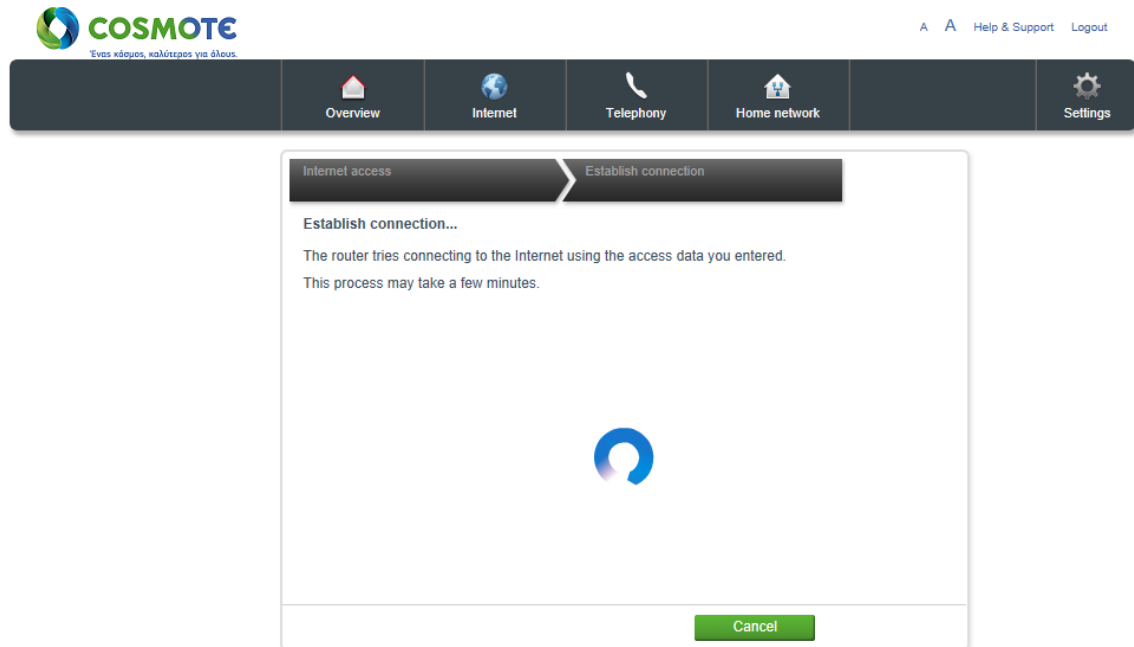 COSMOTE
Ένας κόσμος, καλύτερος για όλους.
A A Help & Support Logout
Overview Internet Telephony Home network Settings
Internet access Establish connection
Establish connection...
The router tries connecting to the Internet using the access data you entered.
This process may take a few minutes.
Cancel